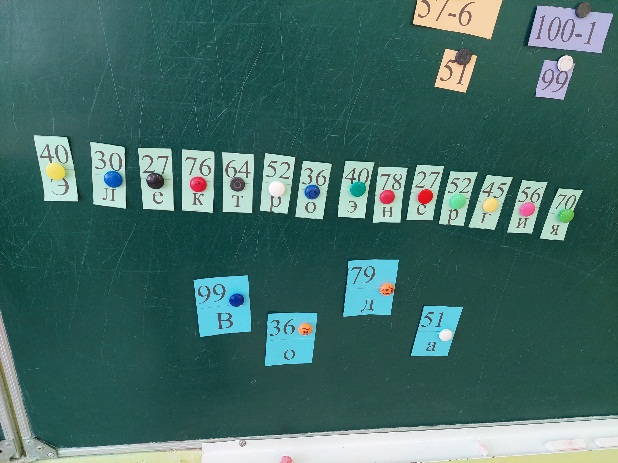 57-6
100-1
51
99
40 30 27 76 64 52 36 40 78 27 52 45 56 70
Э л е к т р о э н е р г и я
99 36 79 51
В о д а